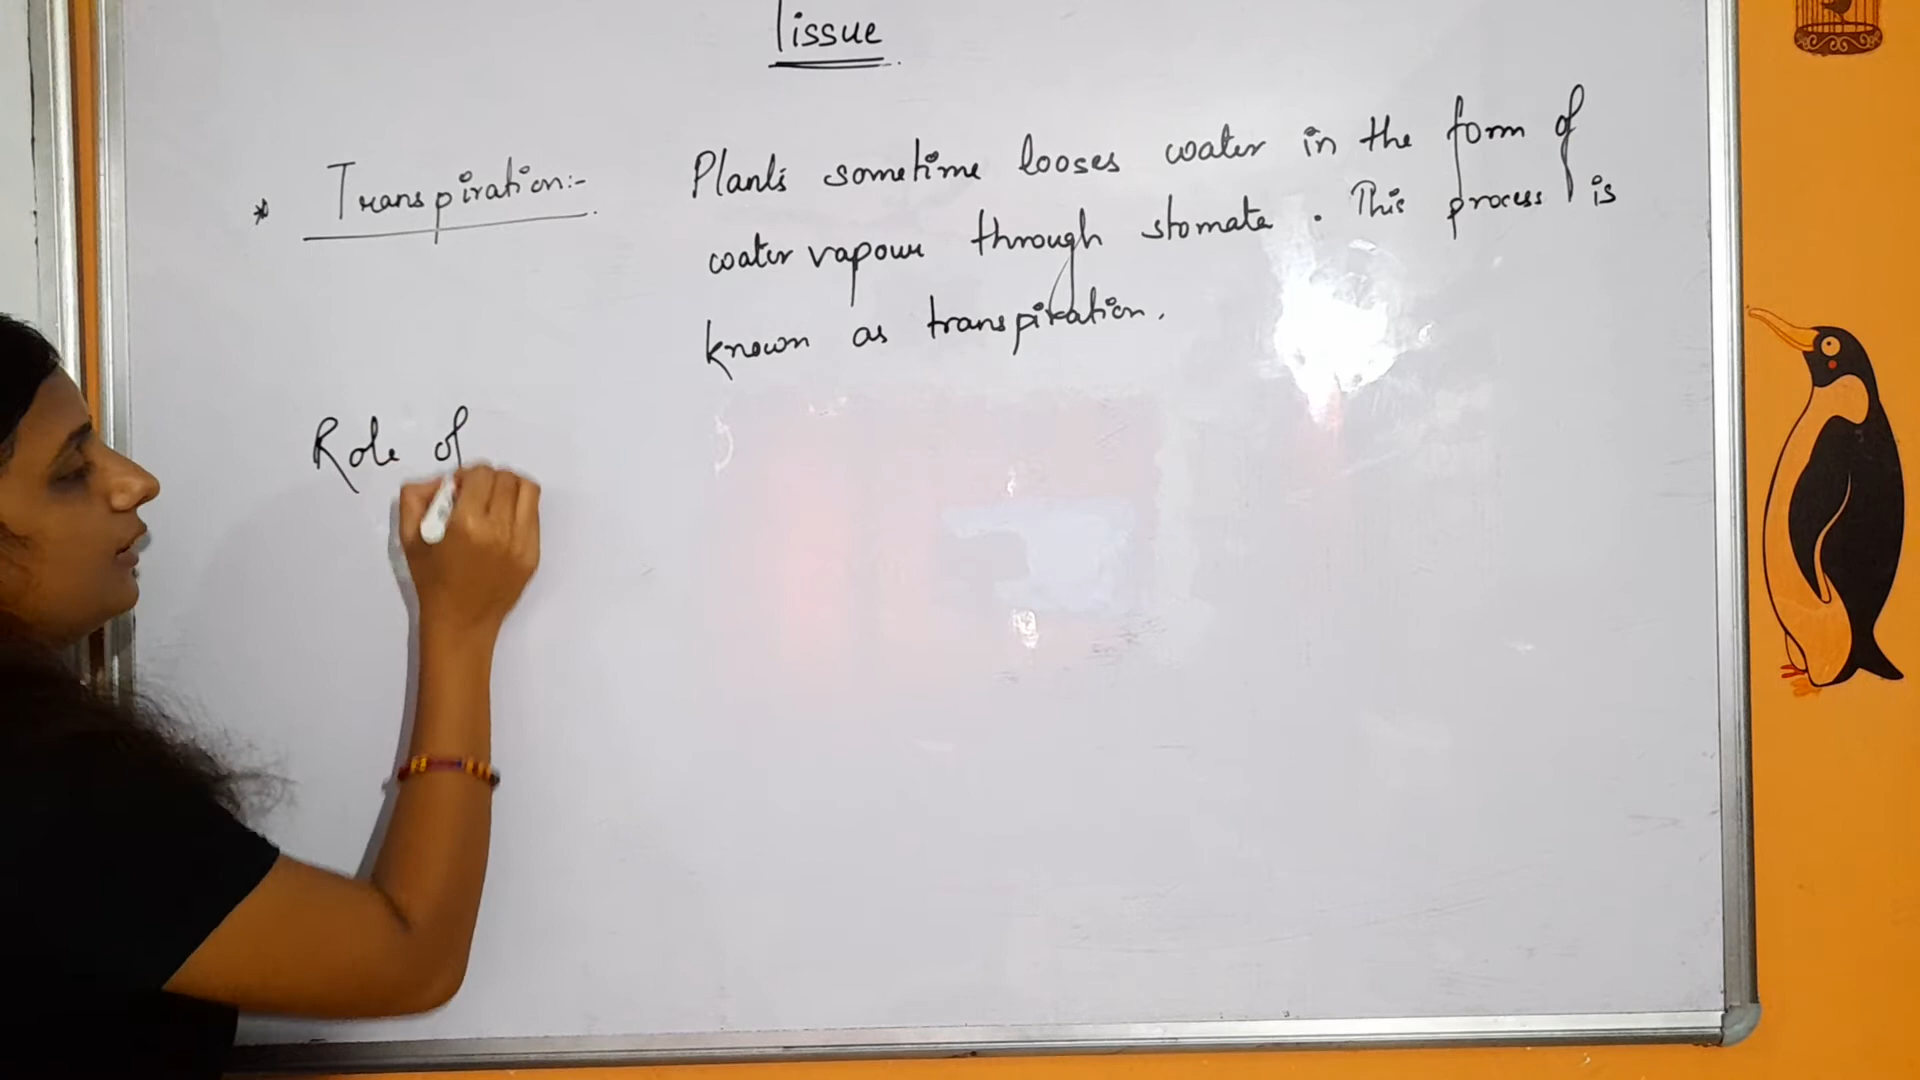 Tissue
* Transpiration:- Plants sometime looses water in the form of
water vapour through stomata. This process is
known as transpiration.
Role of